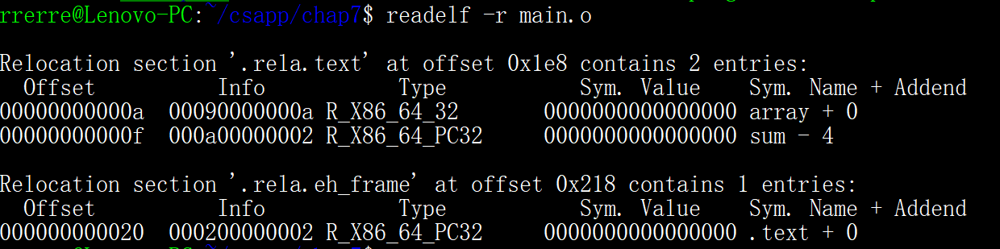 rrerre@Lenovo-PC:~/csapp/chap7$ readelf -r main.o
Relocation section '.rela.text' at offset 0x1e8 contains 2 entries:
  Offset          Info           Type           Sym. Value    Sym. Name + Addend
00000000000a  00090000000a R_X86_64_32       0000000000000000 array + 0
00000000000f  000a00000002 R_X86_64_PC32     0000000000000000 sum - 4
Relocation section '.rela.eh_frame' at offset 0x218 contains 1 entries:
  Offset          Info           Type           Sym. Value    Sym. Name + Addend
000000000020  000200000002 R_X86_64_PC32     0000000000000000 .text + 0